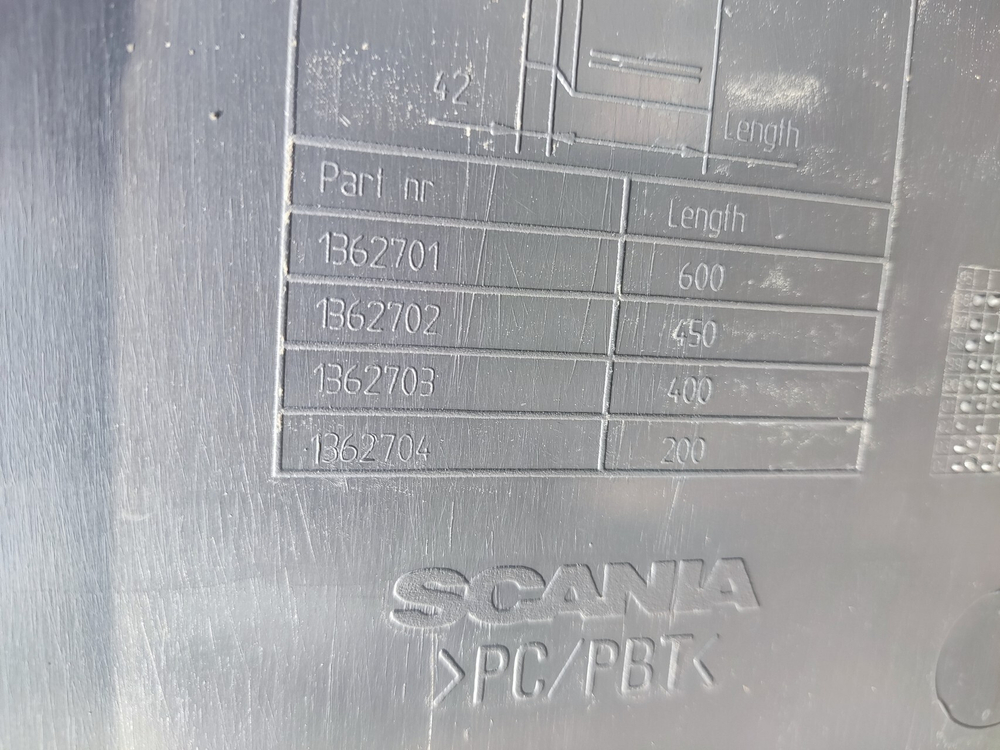 42
Length
Part nr Length
1362701 600
1362702 450
1362703 400
1362704 200
SCANIA
>PC/PBT<